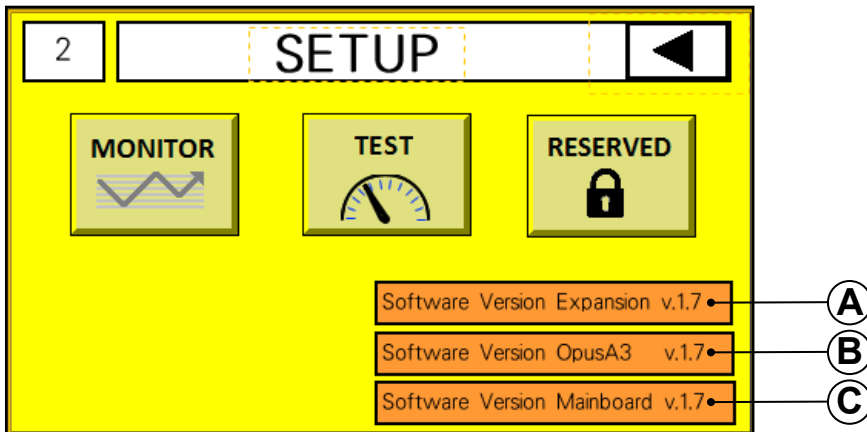 2 SETUP
MONITOR TEST RESERVED
Software Version Expansion v.1.7 A
Software Version OpusA3 v.1.7 B
Software Version Mainboard v.1.7 C